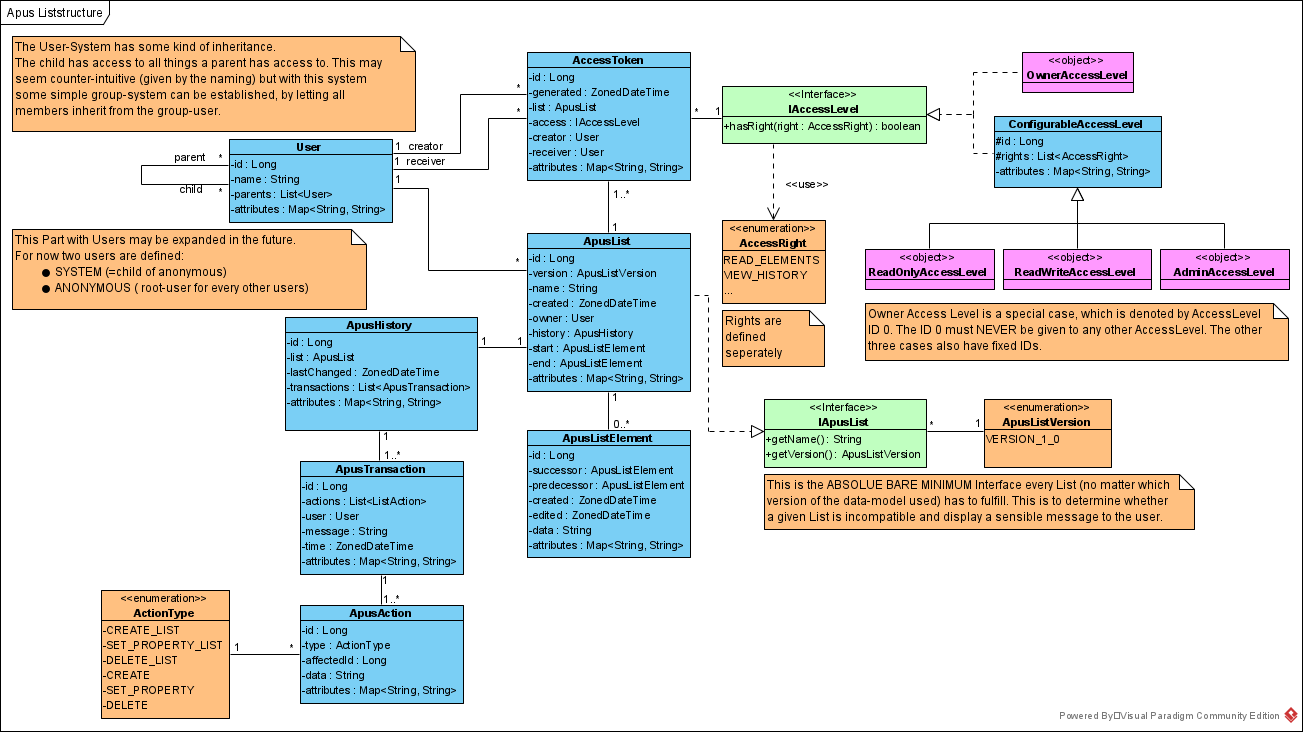 Apus Liststructure
The User-System has some kind of inheritance.
The child has access to all things a parent has access to. This may
seem counter-intuitive (given by the naming) but with this system
some simple group-system can be established, by letting all
members inherit from the group-user.
AccessToken
-id : Long
-generated : ZonedDateTime
-list : ApusList
-access : IAccessLevel
-creator : User
-receiver : User
-attributes : Map<String, String>
<<Interface>>
IAccessLevel
+hasRight(right : AccessRight) : boolean
<<object>>
OwnerAccessLevel
ConfigurableAccessLevel
#id : Long
#rights : List<AccessRight>
-attributes : Map<String, String>
User
-id : Long
-name : String
-parents : List<User>
-attributes : Map<String, String>
parent *
child *
1 creator
1 receiver
1
*
*
*
* 1
<<use>>
1..*
1
This Part with Users may be expanded in the future.
For now two users are defined:
● SYSTEM (=child of anonymous)
● ANONYMOUS ( root-user for every other users)
ApusList
-id : Long
-version : ApusListVersion
-name : String
-created : ZonedDateTime
-owner : User
-history : ApusHistory
-start : ApusListElement
-end : ApusListElement
-attributes : Map<String, String>
<<enumeration>>
AccessRight
READ_ELEMENTS
VIEW_HISTORY
...
Rights are
defined
seperately
<<object>>
ReadOnlyAccessLevel
<<object>>
ReadWriteAccessLevel
<<object>>
AdminAccessLevel
Owner Access Level is a special case, which is denoted by AccessLevel
ID 0. The ID 0 must NEVER be given to any other AccessLevel. The other
three cases also have fixed IDs.
ApusHistory
-id : Long
-list : ApusList
-lastChanged : ZonedDateTime
-transactions : List<ApusTransaction>
-attributes : Map<String, String>
1 1
1
0..*
ApusListElement
-id : Long
-successor : ApusListElement
-predecessor : ApusListElement
-created : ZonedDateTime
-edited : ZonedDateTime
-data : String
-attributes : Map<String, String>
<<Interface>>
IApusList
+getName() : String
+getVersion() : ApusListVersion
* 1
<<enumeration>>
ApusListVersion
VERSION_1_0
This is the ABSOLUE BARE MINIMUM Interface every List (no matter which
version of the data-model used) has to fulfill. This is to determine whether
a given List is incompatible and display a sensible message to the user.
1
1..*
ApusTransaction
-id : Long
-actions : List<ListAction>
-user : User
-message : String
-time : ZonedDateTime
-attributes : Map<String, String>
1
1..*
<<enumeration>>
ActionType
-CREATE_LIST
-SET_PROPERTY_LIST
-DELETE_LIST
-CREATE
-SET_PROPERTY
-DELETE
1 *
ApusAction
-id : Long
-type : ActionType
-affectedId : Long
-data : String
-attributes : Map<String, String>
Powered By□Visual Paradigm Community Edition